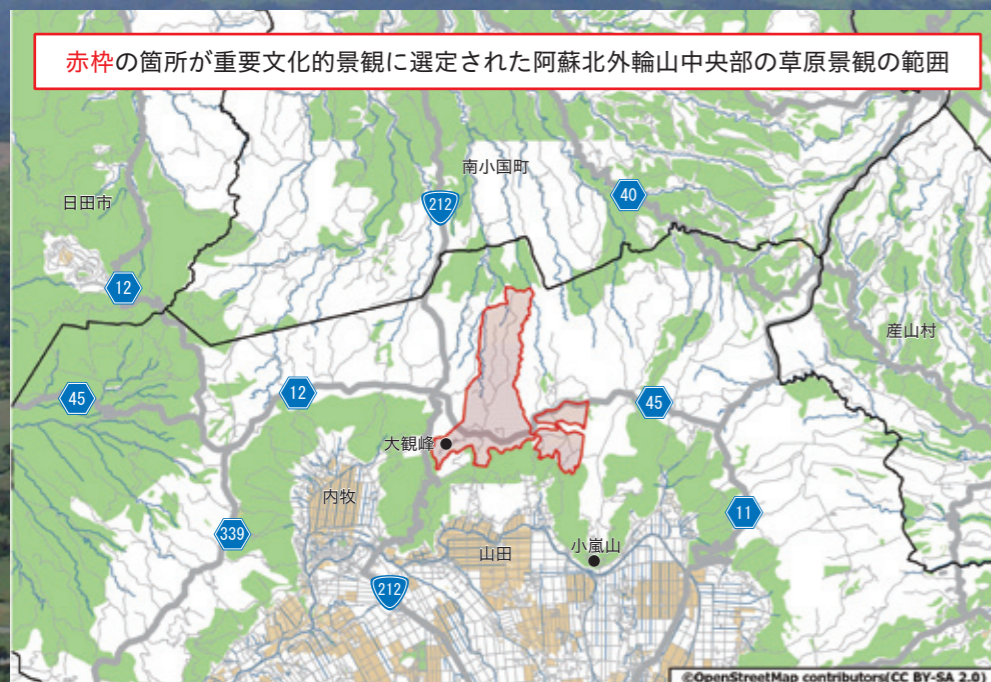 赤枠の箇所が重要文化的景観に選定された阿蘇北外輪山中央部の草原景観の範囲
南小国町
日田市
212
40
12
産山村
45
12
45
大観峰
内牧
11
339
山田
小嵐山
212
©OpenStreetMap contributors(CC BY-SA 2.0)